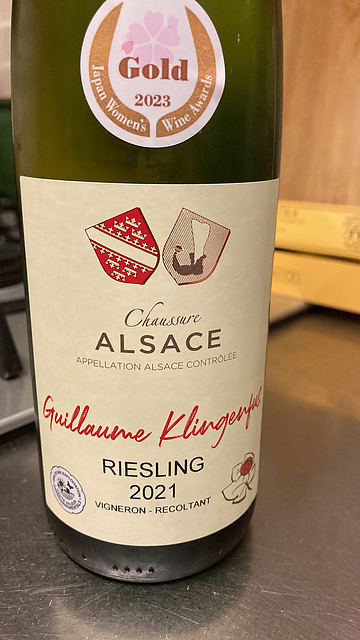 Gold
2023
Japan Women's Wine Awards
Chaussure
ALSACE
APPELLATION ALSACE CONTRÔLÉE
Guillaume Klingenfus
RIESLING
2021
VIGNERON - RECOLTANT